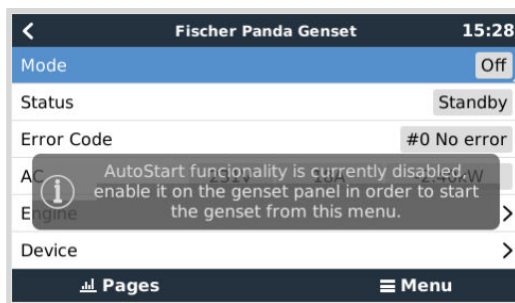 Fischer Panda Genset 15:28
Mode Off
Status Standby
Error Code #0 No error
AutoStart funcionality is currently disabled,
AC
enable it on the genset panel in order to start
Engine
the genset from this menu.
Device
Pages Menu